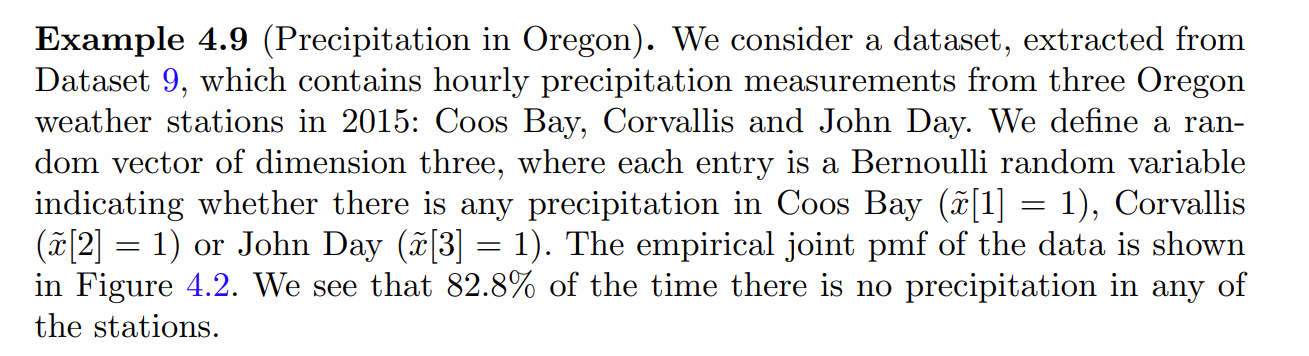 Example 4.9 (Precipitation in Oregon). We consider a dataset, extracted from
Dataset 9, which contains hourly precipitation measurements from three Oregon
weather stations in 2015: Coos Bay, Corvallis and John Day. We define a ran-
dom vector of dimension three, where each entry is a Bernoulli random variable
indicating whether there is any precipitation in Coos Bay (x̃[1] = 1), Corvallis
(x̃[2] = 1) or John Day (x̃[3] = 1). The empirical joint pmf of the data is shown
in Figure 4.2. We see that 82.8% of the time there is no precipitation in any of
the stations.